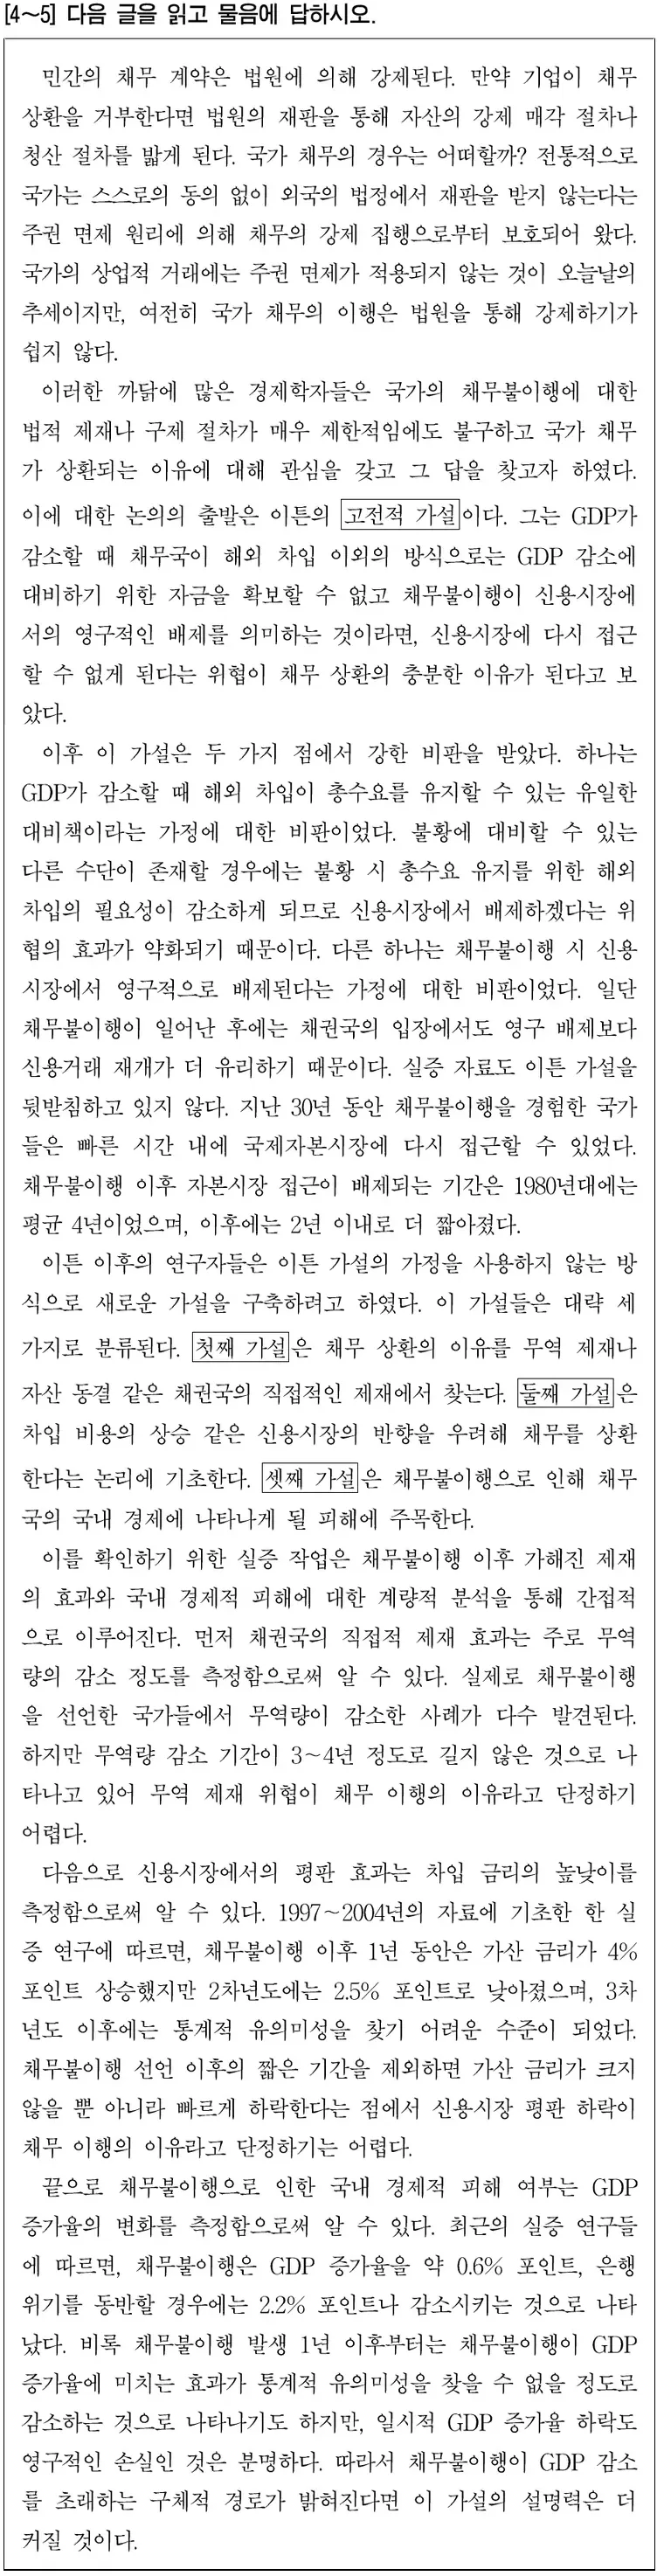 [4~5] 다음 글을 읽고 물음에 답하시오.
민간의 채무 계약은 법원에 의해 강제된다. 만약 기업이 채무
상환을 거부한다면 법원의 재판을 통해 자산의 강제 매각 절차나
청산 절차를 밟게 된다. 국가 채무의 경우는 어떠할까? 전통적으로
국가는 스스로의 동의 없이 외국의 법정에서 재판을 받지 않는다는
주권 면제 원리에 의해 채무의 강제 집행으로부터 보호되어 왔다.
국가의 상업적 거래에는 주권 면제가 적용되지 않는 것이 오늘날의
추세이지만, 여전히 국가 채무의 이행은 법원을 통해 강제하기가
쉽지 않다.
이러한 까닭에 많은 경제학자들은 국가의 채무불이행에 대한
법적 제재나 구제 절차가 매우 제한적임에도 불구하고 국가 채무
가 상환되는 이유에 대해 관심을 갖고 그 답을 찾고자 하였다.
이에 대한 논의의 출발은 이튼의 고전적 가설이다. 그는 GDP가
감소할 때 채무국이 해외 차입 이외의 방식으로는 GDP 감소에
대비하기 위한 자금을 확보할 수 없고 채무불이행이 신용시장에
서의 영구적인 배제를 의미하는 것이라면, 신용시장에 다시 접근
할 수 없게 된다는 위협이 채무 상환의 충분한 이유가 된다고 보
았다.
이후 이 가설은 두 가지 점에서 강한 비판을 받았다. 하나는
GDP가 감소할 때 해외 차입이 총수요를 유지할 수 있는 유일한
대비책이라는 가정에 대한 비판이었다. 불황에 대비할 수 있는
다른 수단이 존재할 경우에는 불황 시 총수요 유지를 위한 해외
차입의 필요성이 감소하게 되므로 신용시장에서 배제하겠다는 위
협의 효과가 약화되기 때문이다. 다른 하나는 채무불이행 시 신용
시장에서 영구적으로 배제된다는 가정에 대한 비판이었다. 일단
채무불이행이 일어난 후에는 채권국의 입장에서도 영구 배제보다
신용거래 재개가 더 유리하기 때문이다. 실증 자료도 이튼 가설을
뒷받침하고 있지 않다. 지난 30년 동안 채무불이행을 경험한 국가
들은 빠른 시간 내에 국제자본시장에 다시 접근할 수 있었다.
채무불이행 이후 자본시장 접근이 배제되는 기간은 1980년대에는
평균 4년이었으며, 이후에는 2년 이내로 더 짧아졌다.
이튼 이후의 연구자들은 이튼 가설의 가정을 사용하지 않는 방
식으로 새로운 가설을 구축하려고 하였다. 이 가설들은 대략 세
가지로 분류된다. 첫째 가설은 채무 상환의 이유를 무역 제재나
자산 동결 같은 채권국의 직접적인 제재에서 찾는다. 둘째 가설은
차입 비용의 상승 같은 신용시장의 반향을 우려해 채무를 상환
한다는 논리에 기초한다. 셋째 가설은 채무불이행으로 인해 채무
국의 국내 경제에 나타나게 될 피해에 주목한다.
이를 확인하기 위한 실증 작업은 채무불이행 이후 가해진 제재
의 효과와 국내 경제적 피해에 대한 계량적 분석을 통해 간접적
으로 이루어진다. 먼저 채권국의 직접적 제재 효과는 주로 무역
량의 감소 정도를 측정함으로써 알 수 있다. 실제로 채무불이행
을 선언한 국가들에서 무역량이 감소한 사례가 다수 발견된다.
하지만 무역량 감소 기간이 3~4년 정도로 길지 않은 것으로 나
타나고 있어 무역 제재 위협이 채무 이행의 이유라고 단정하기
어렵다.
다음으로 신용시장에서의 평판 효과는 차입 금리의 높낮이를
측정함으로써 알 수 있다. 1997~2004년의 자료에 기초한 한 실
증 연구에 따르면, 채무불이행 이후 1년 동안은 가산 금리가 4%
포인트 상승했지만 2차년도에는 2.5% 포인트로 낮아졌으며, 3차
년도 이후에는 통계적 유의미성을 찾기 어려운 수준이 되었다.
채무불이행 선언 이후의 짧은 기간을 제외하면 가산 금리가 크지
않을 뿐 아니라 빠르게 하락한다는 점에서 신용시장 평판 하락이
채무 이행의 이유라고 단정하기는 어렵다.
끝으로 채무불이행으로 인한 국내 경제적 피해 여부는 GDP
증가율의 변화를 측정함으로써 알 수 있다. 최근의 실증 연구들
에 따르면, 채무불이행은 GDP 증가율을 약 0.6% 포인트, 은행
위기를 동반할 경우에는 2.2% 포인트나 감소시키는 것으로 나타
났다. 비록 채무불이행 발생 1년 이후부터는 채무불이행이 GDP
증가율에 미치는 효과가 통계적 유의미성을 찾을 수 없을 정도로
감소하는 것으로 나타나기도 하지만, 일시적 GDP 증가율 하락도
영구적인 손실인 것은 분명하다. 따라서 채무불이행이 GDP 감소
를 초래하는 구체적 경로가 밝혀진다면 이 가설의 설명력은 더
커질 것이다.